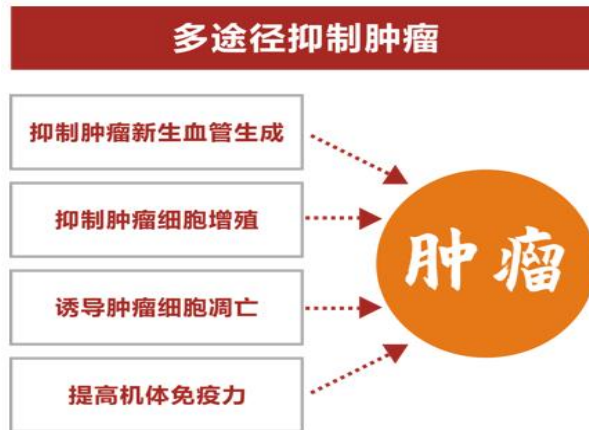 多途径抑制肿瘤
抑制肿瘤新生血管生成
抑制肿瘤细胞增殖
诱导肿瘤细胞凋亡
提高机体免疫力
肿瘤